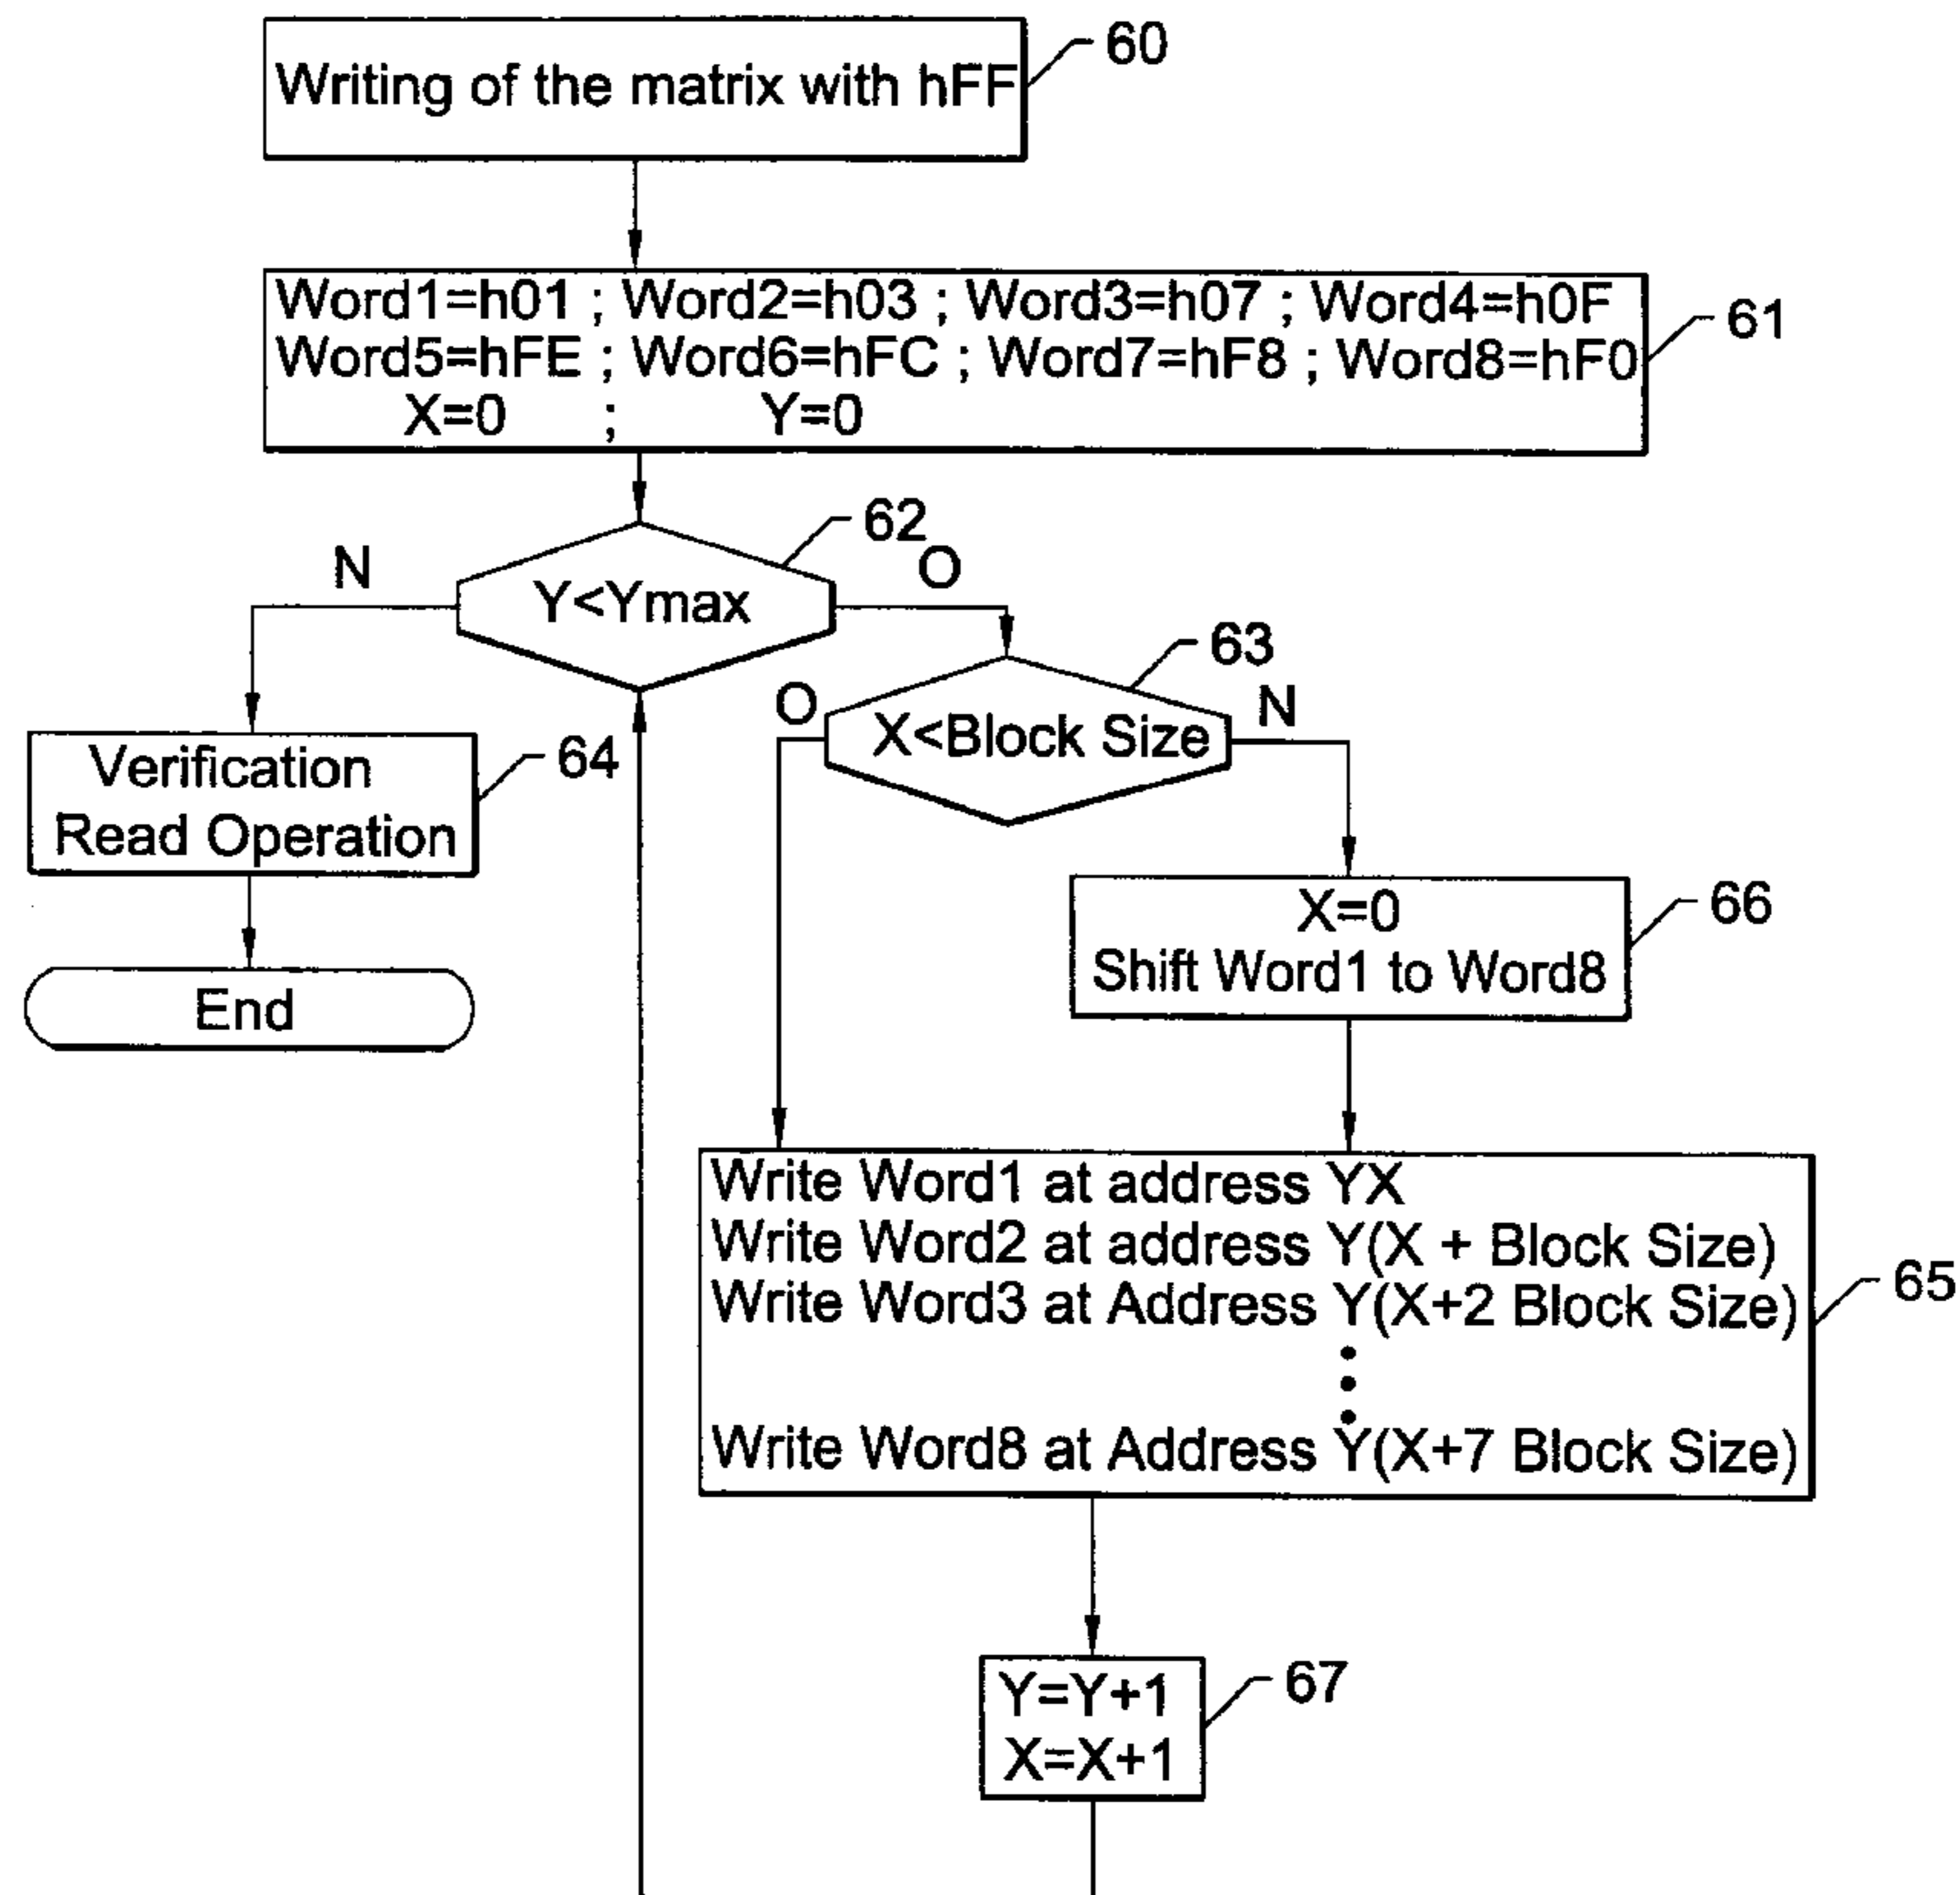 Writing of the matrix with hFF
60
Word1=h01 ; Word2=h03 ; Word3=h07 ; Word4=h0F
Word5=hFE ; Word6=hFC ; Word7=hF8 ; Word8=hF0
X=0 ; Y=0
61
62
N
Y<Ymax
O
63
O
X<Block Size
N
Verification
Read Operation
64
X=0
Shift Word1 to Word8
66
End
Write Word1 at address YX
Write Word2 at address Y(X + Block Size)
Write Word3 at Address Y(X+2 Block Size)
Write Word8 at Address Y(X+7 Block Size)
65
Y=Y+1
X=X+1
67